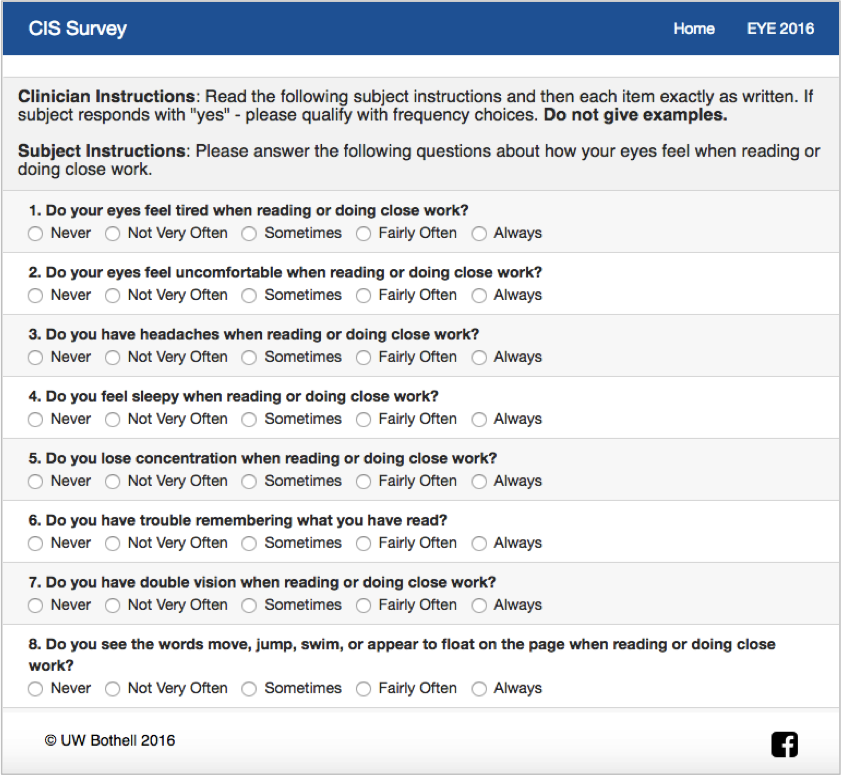 CIS Survey
Home
EYE 2016
Clinician Instructions: Read the following subject instructions and then each item exactly as written. If
subject responds with "yes" - please qualify with frequency choices. Do not give examples.
Subject Instructions: Please answer the following questions about how your eyes feel when reading or
doing close work.
1. Do your eyes feel tired when reading or doing close work?
Never Not Very Often Sometimes Fairly Often Always
2. Do your eyes feel uncomfortable when reading or doing close work?
Never Not Very Often Sometimes Fairly Often Always
3. Do you have headaches when reading or doing close work?
Never Not Very Often Sometimes Fairly Often Always
4. Do you feel sleepy when reading or doing close work?
Never Not Very Often Sometimes Fairly Often Always
5. Do you lose concentration when reading or doing close work?
Never Not Very Often Sometimes Fairly Often Always
6. Do you have trouble remembering what you have read?
Never Not Very Often Sometimes Fairly Often Always
7. Do you have double vision when reading or doing close work?
Never Not Very Often Sometimes Fairly Often Always
8. Do you see the words move, jump, swim, or appear to float on the page when reading or doing close
work?
Never Not Very Often Sometimes Fairly Often Always
© UW Bothell 2016